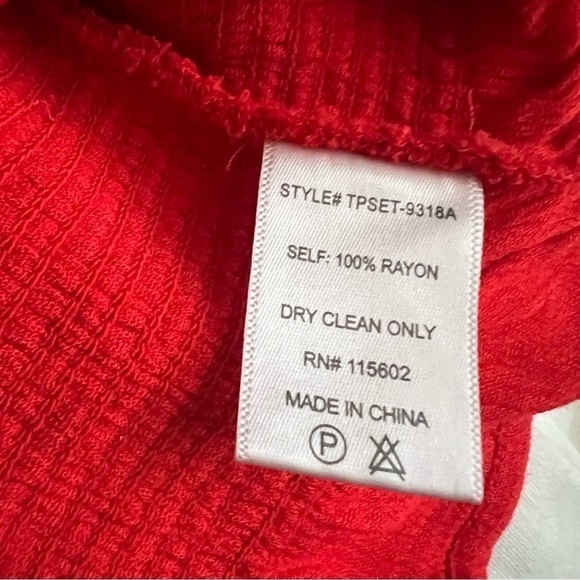 STYLE# TPSET-9318A
SELF: 100% RAYON
DRY CLEAN ONLY
RN# 115602
MADE IN CHINA
P